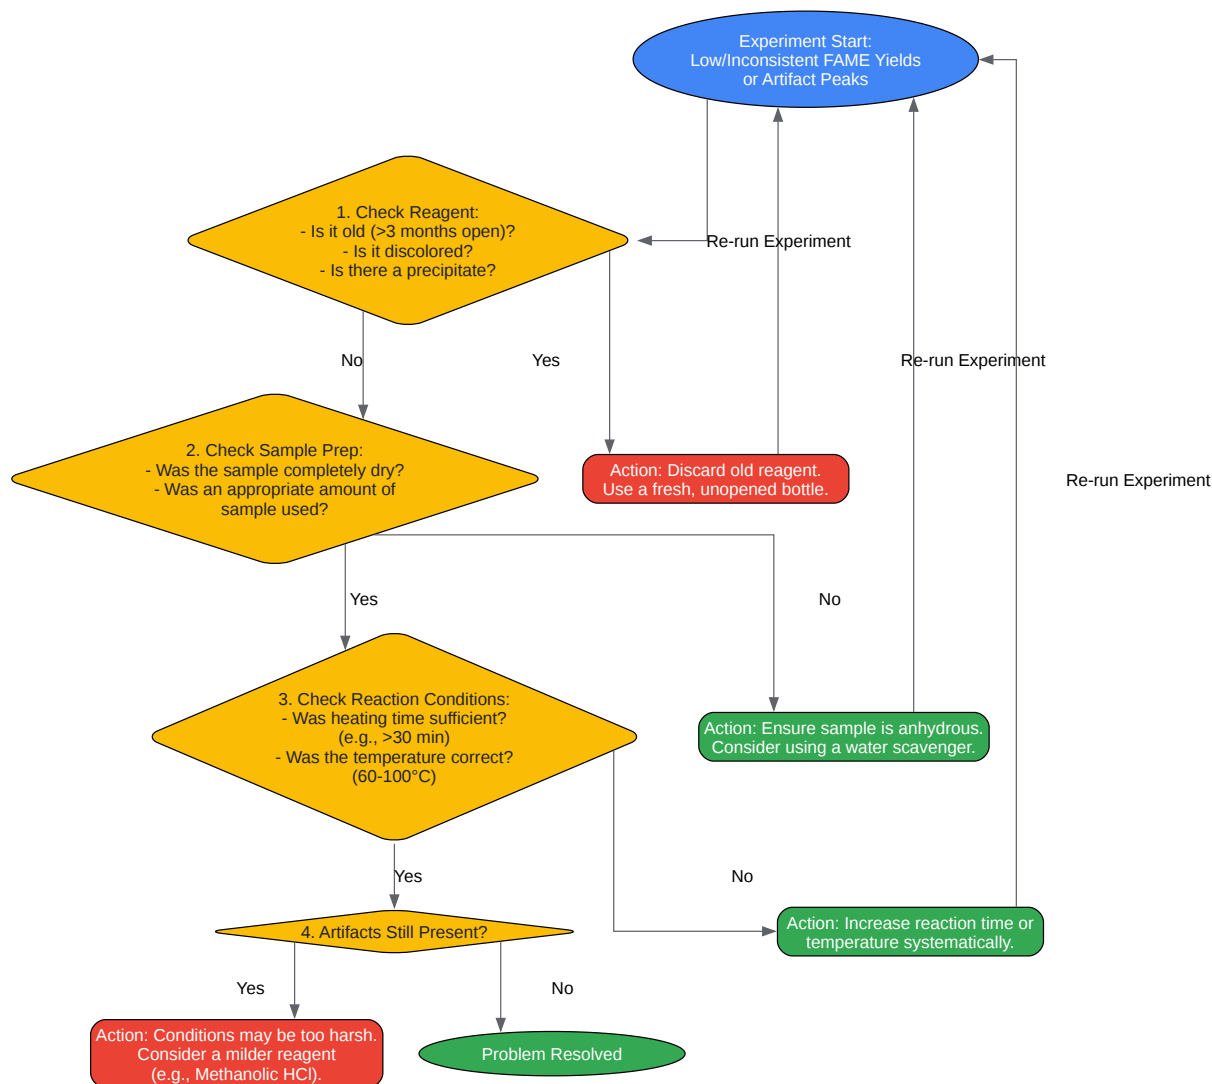 Experiment Start:
Low/Inconsistent FAME Yields
or Artifact Peaks
1. Check Reagent:
- Is it old (>3 months open)?
- Is it discolored?
- Is there a precipitate?
Re-run Experiment
No
Yes
Re-run Experiment
2. Check Sample Prep:
- Was the sample completely dry?
- Was an appropriate amount of
sample used?
Action: Discard old reagent.
Use a fresh, unopened bottle.
Re-run Experiment
Yes
No
3. Check Reaction Conditions:
- Was heating time sufficient?
(e.g., >30 min)
- Was the temperature correct?
(60-100°C)
Action: Ensure sample is anhydrous.
Consider using a water scavenger.
Yes
No
4. Artifacts Still Present?
Action: Increase reaction time or
temperature systematically.
Yes
No
Action: Conditions may be too harsh.
Consider a milder reagent
(e.g., Methanolic HCl).
Problem Resolved